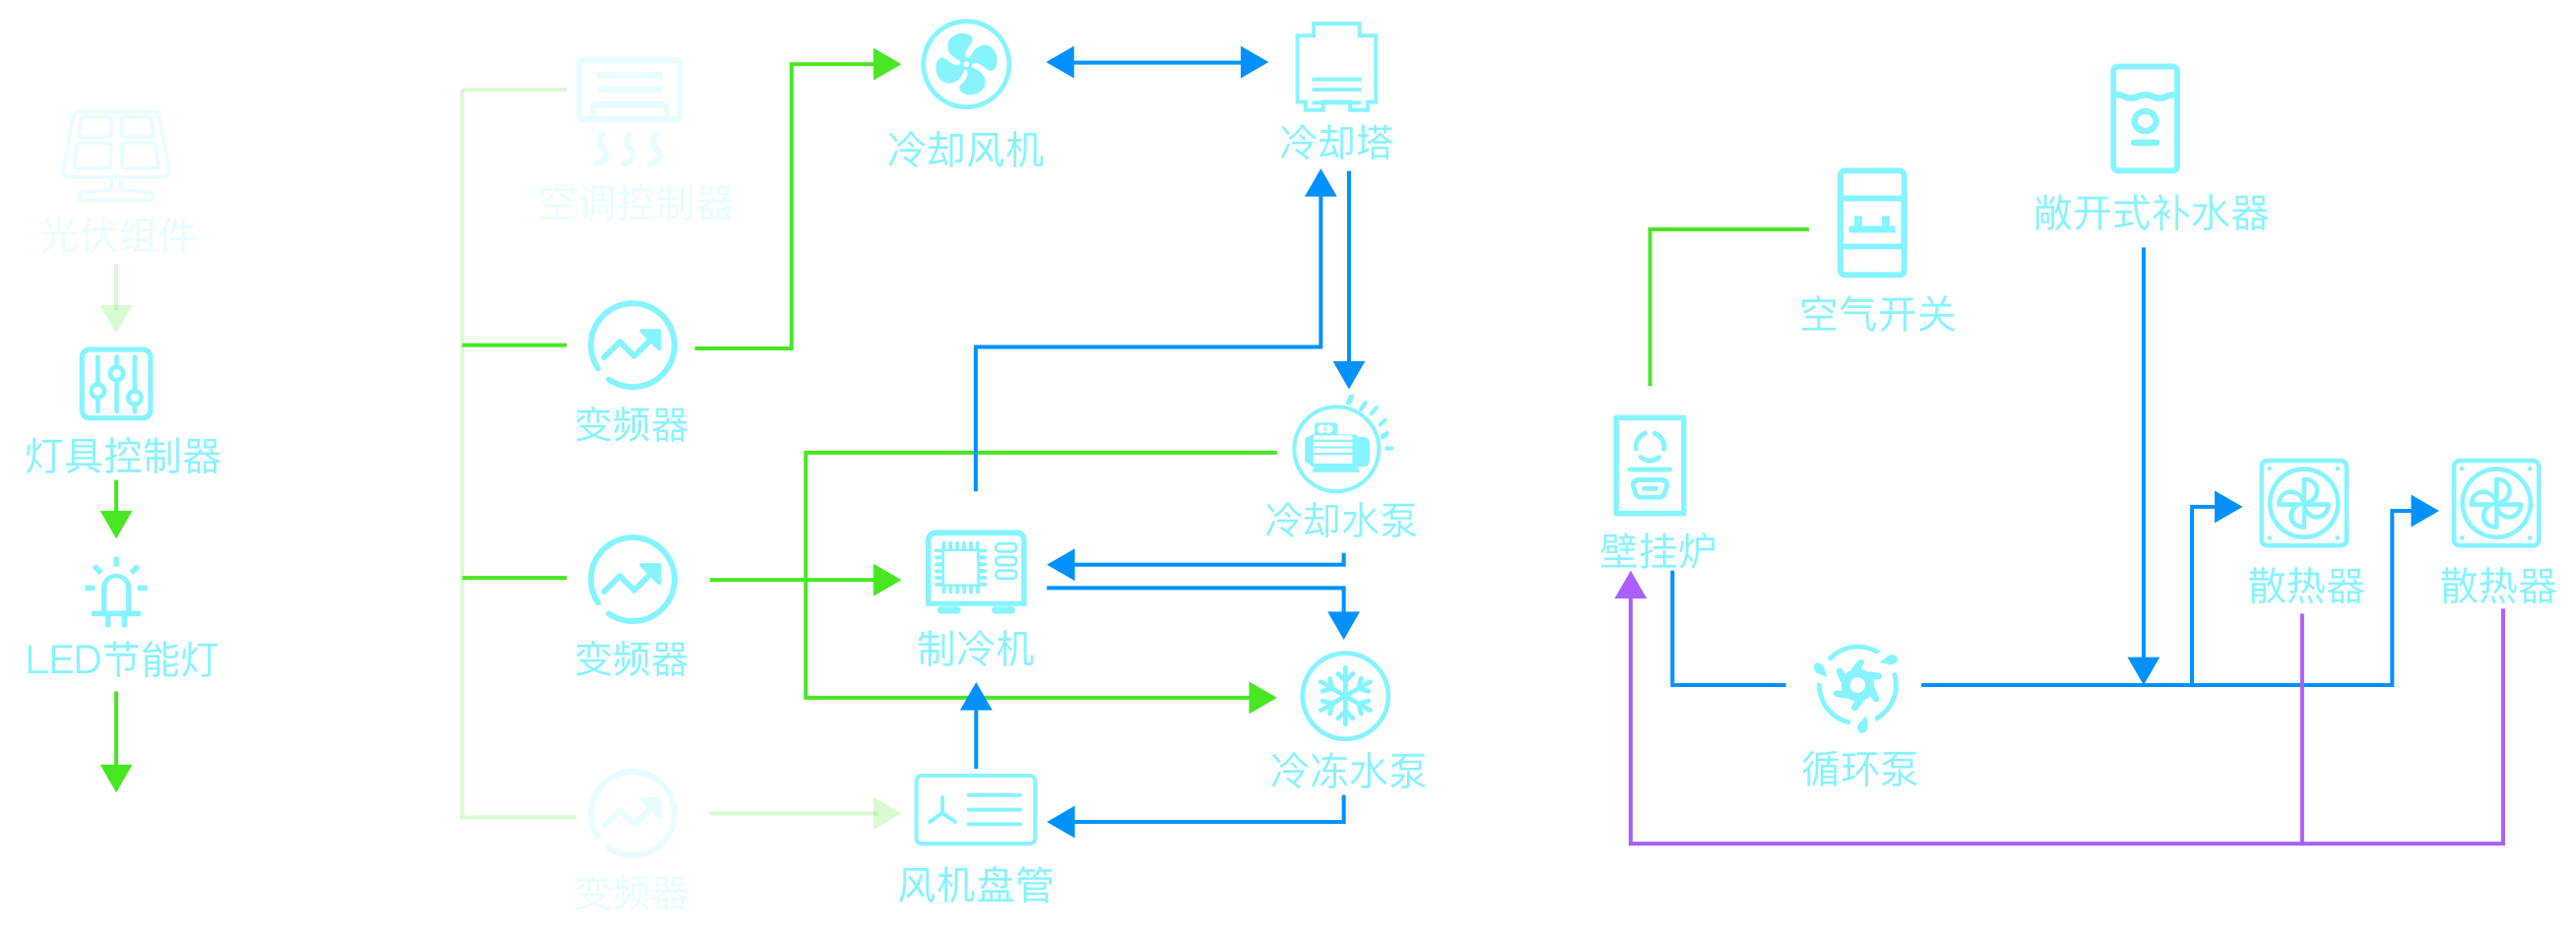 光伏组件
灯具控制器
LED节能灯
空调控制器
变频器
变频器
变频器
冷却风机
冷却塔
冷却水泵
制冷机
冷冻水泵
风机盘管
敞开式补水器
空气开关
壁挂炉
散热器
散热器
循环泵